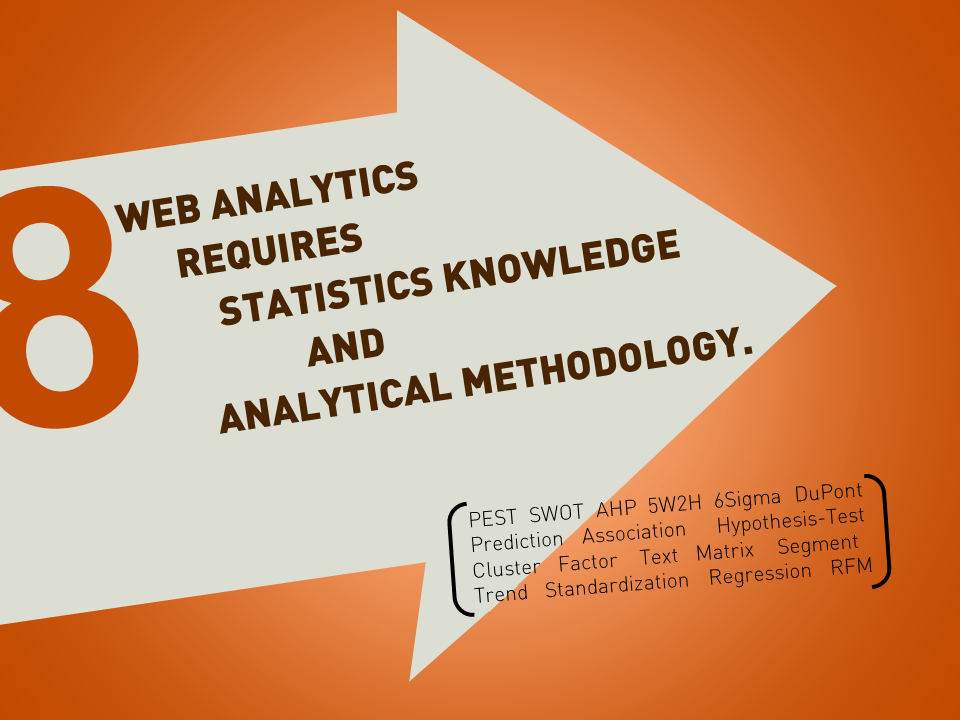 8
WEB ANALYTICS
REQUIRES
STATISTICS KNOWLEDGE
AND
ANALYTICAL METHODOLOGY.
PEST SWOT AHP 5W2H 6Sigma DuPont
Prediction Association Hypothesis-Test
Cluster Factor Text Matrix Segment
Trend Standardization Regression RFM